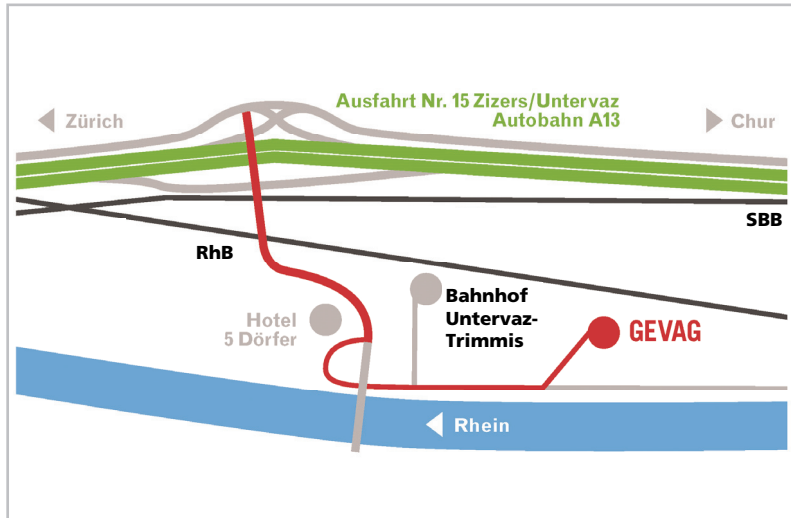 Ausfahrt Nr. 15 Zizers/Untervaz
Autobahn A13
Zürich
Chur
SBB
RhB
Bahnhof
Untervaz-
Trimmis
Hotel
5 Dörfer
GEVAG
Rhein